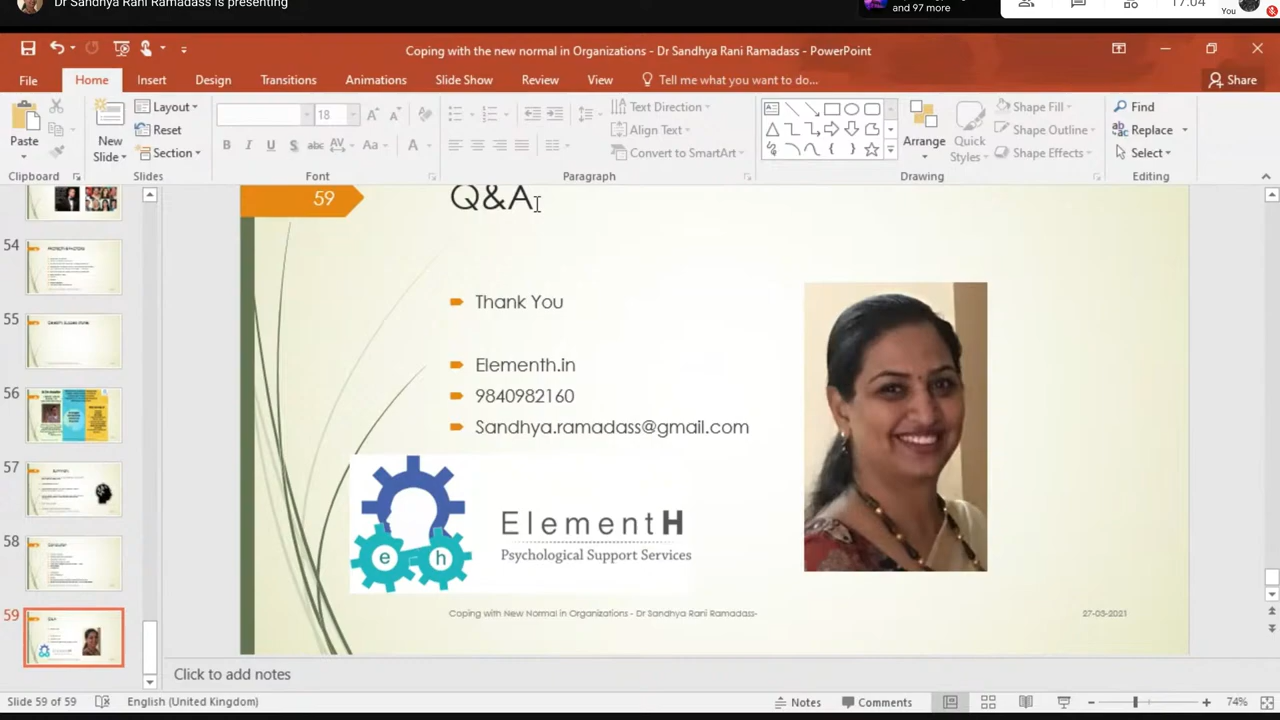 Dr Sandhya Rani Ramadass is presenting
and 97 more
17:04
You
Coping with the new normal in Organizations - Dr Sandhya Rani Ramadass - PowerPoint
File Home Insert Design Transitions Animations Slide Show Review View Tell me what you want to do... Share
Paste
New Slide
Layout
Reset
Section
18
B I U S abc AV Aa A
Text Direction
Align Text
Convert to SmartArt
Arrange
Quick Styles
Shape Fill
Shape Outline
Shape Effects
Find
Replace
Select
Clipboard Slides Font Paragraph Drawing Editing
54
55
56
57
58
59
59
Q&A
Thank You
Elementh.in
9840982160
Sandhya.ramadass@gmail.com
e h
ElementH
Psychological Support Services
Coping with New Normal in Organizations - Dr Sandhya Rani Ramadass-
27-05-2021
Click to add notes
Slide 59 of 59 English (United Kingdom) Notes Comments 74%